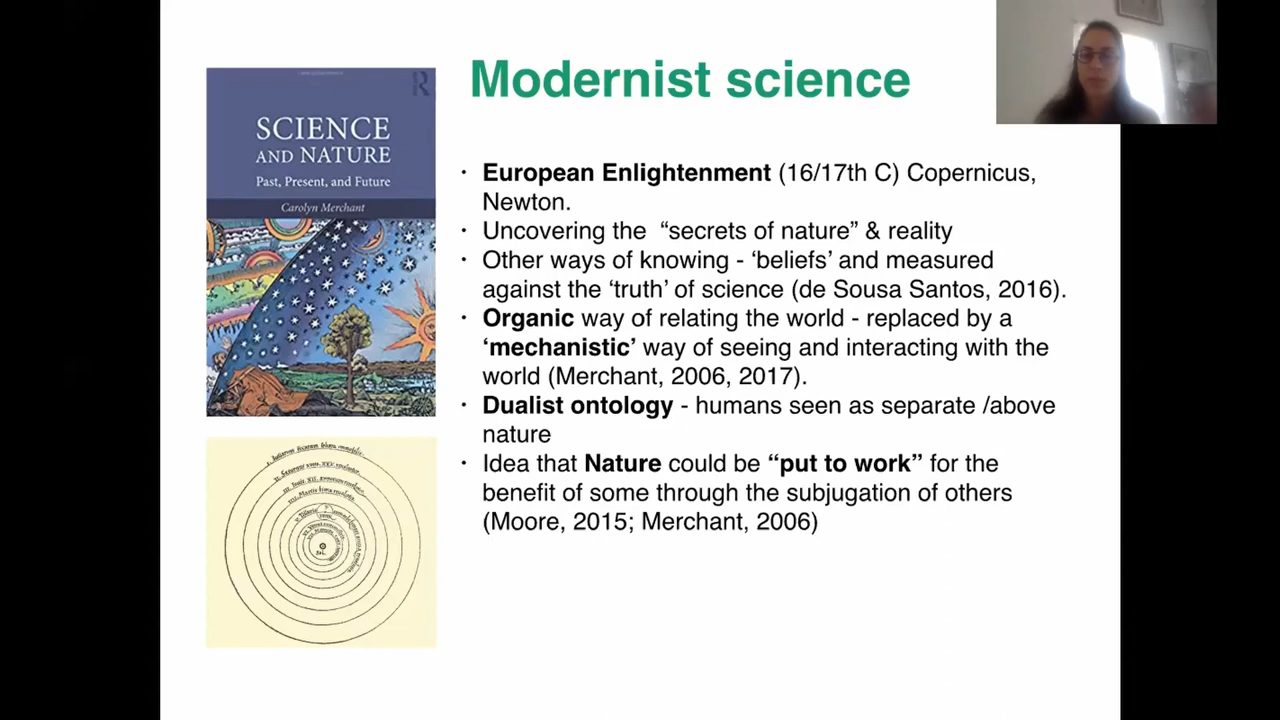 Modernist science
SCIENCE
AND NATURE
Past, Present, and Future
Carolyn Merchant
· European Enlightenment (16/17th C) Copernicus,
Newton.
· Uncovering the “secrets of nature” & reality
· Other ways of knowing - ‘beliefs’ and measured
against the ‘truth’ of science (de Sousa Santos, 2016).
· Organic way of relating the world - replaced by a
‘mechanistic’ way of seeing and interacting with the
world (Merchant, 2006, 2017).
· Dualist ontology - humans seen as separate /above
nature
· Idea that Nature could be “put to work” for the
benefit of some through the subjugation of others
(Moore, 2015; Merchant, 2006)